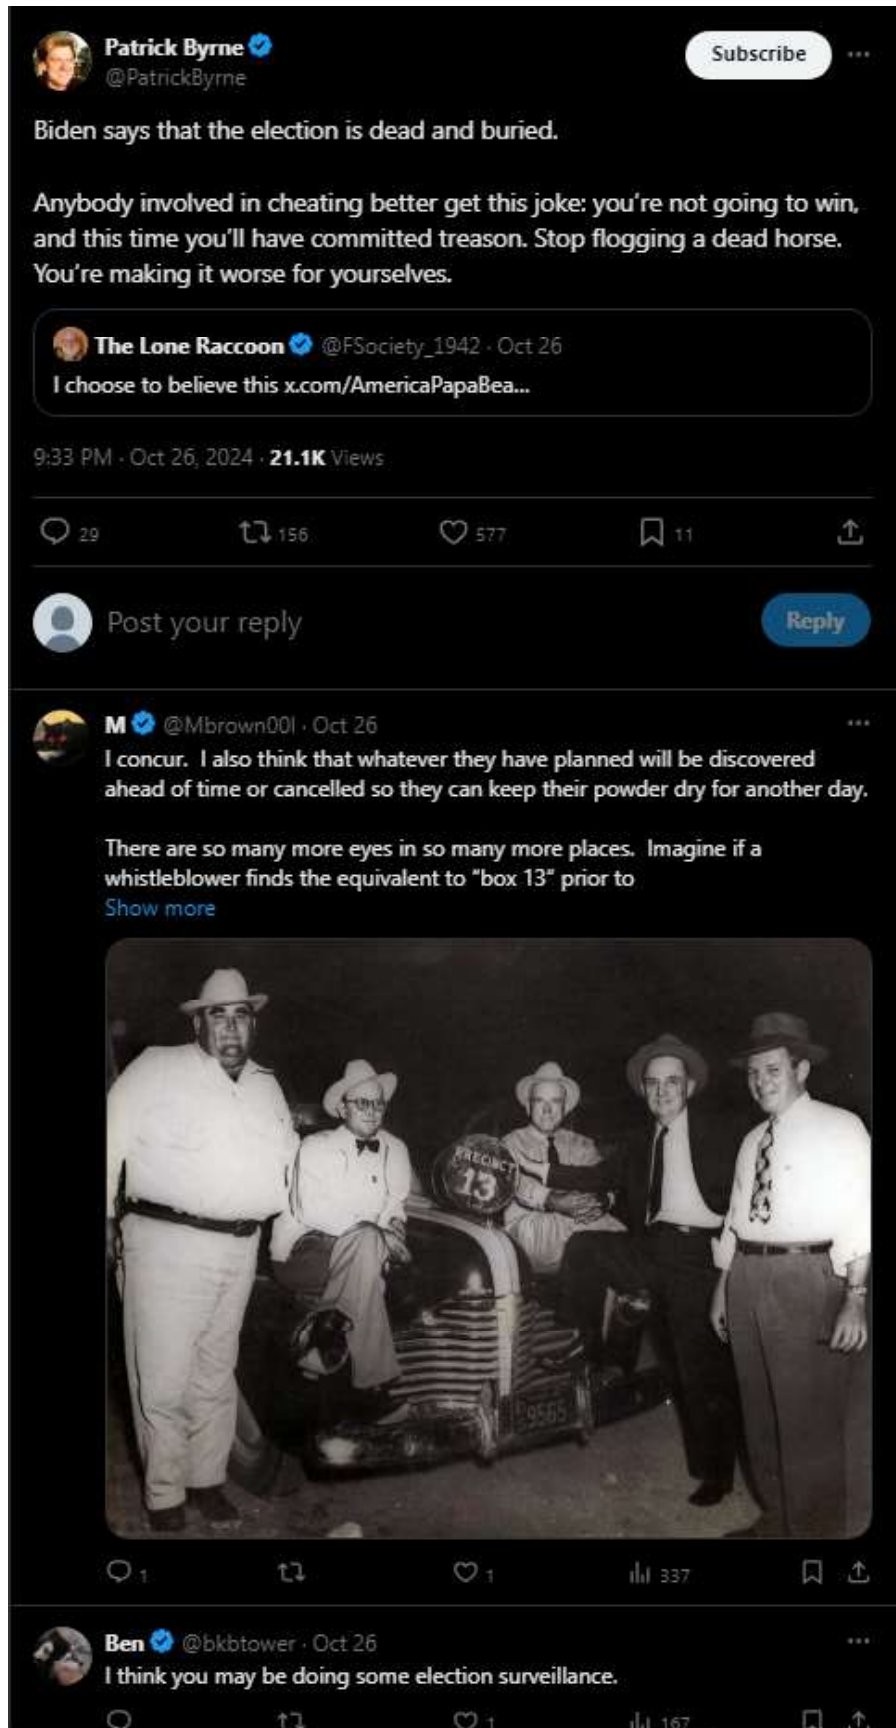 Patrick Byrne
Subscribe
@PatrickByrne
Biden says that the election is dead and buried.
Anybody involved in cheating better get this joke: you're not going to win,
and this time you'll have committed treason. Stop flogging a dead horse.
You're making it worse for yourselves.
The Lone Raccoon @FSociety_1942 · Oct 26
I choose to believe this x.com/AmericaPapaBea...
9:33 PM · Oct 26, 2024 · 21.1K Views
29 156 577 11
Post your reply
Reply
M @Mbrown00l · Oct 26
I concur. I also think that whatever they have planned will be discovered
ahead of time or cancelled so they can keep their powder dry for another day.
There are so many more eyes in so many more places. Imagine if a
whistleblower finds the equivalent to "box 13" prior to
Show more
PRECINCT
13
1 1 337
Ben @bkbtower · Oct 26
I think you may be doing some election surveillance.
1 167